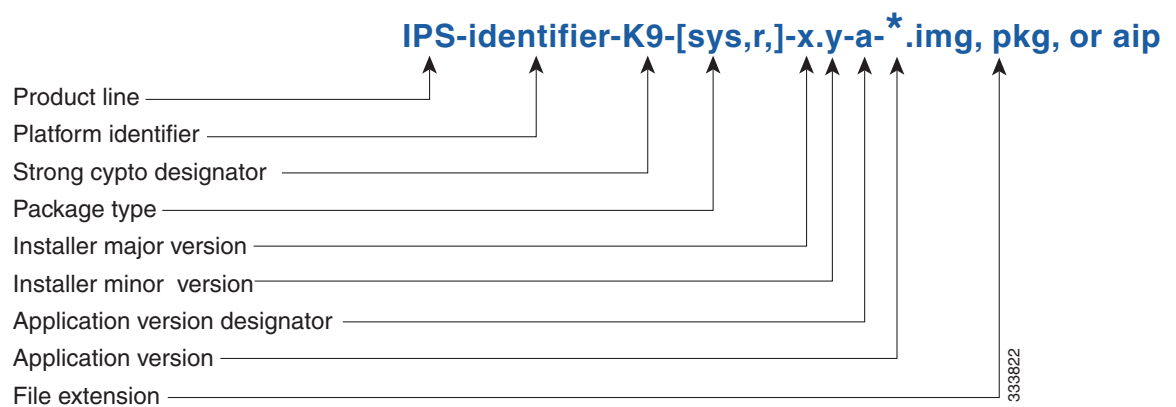 IPS-identifier-K9-[sys,r,]-x.y-a-*.img, pkg, or aip
Product line
Platform identifier
Strong cypto designator
Package type
Installer major version
Installer minor version
Application version designator
Application version
File extension
333822